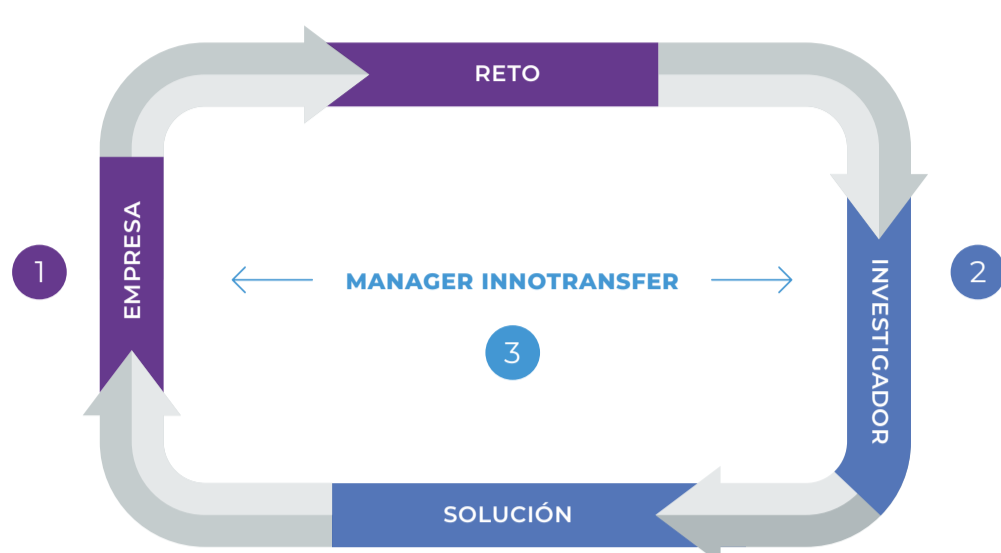 RETO
EMPRESA
1
MANAGER INNOTRANSFER
3
INVESTIGADOR
2
SOLUCIÓN